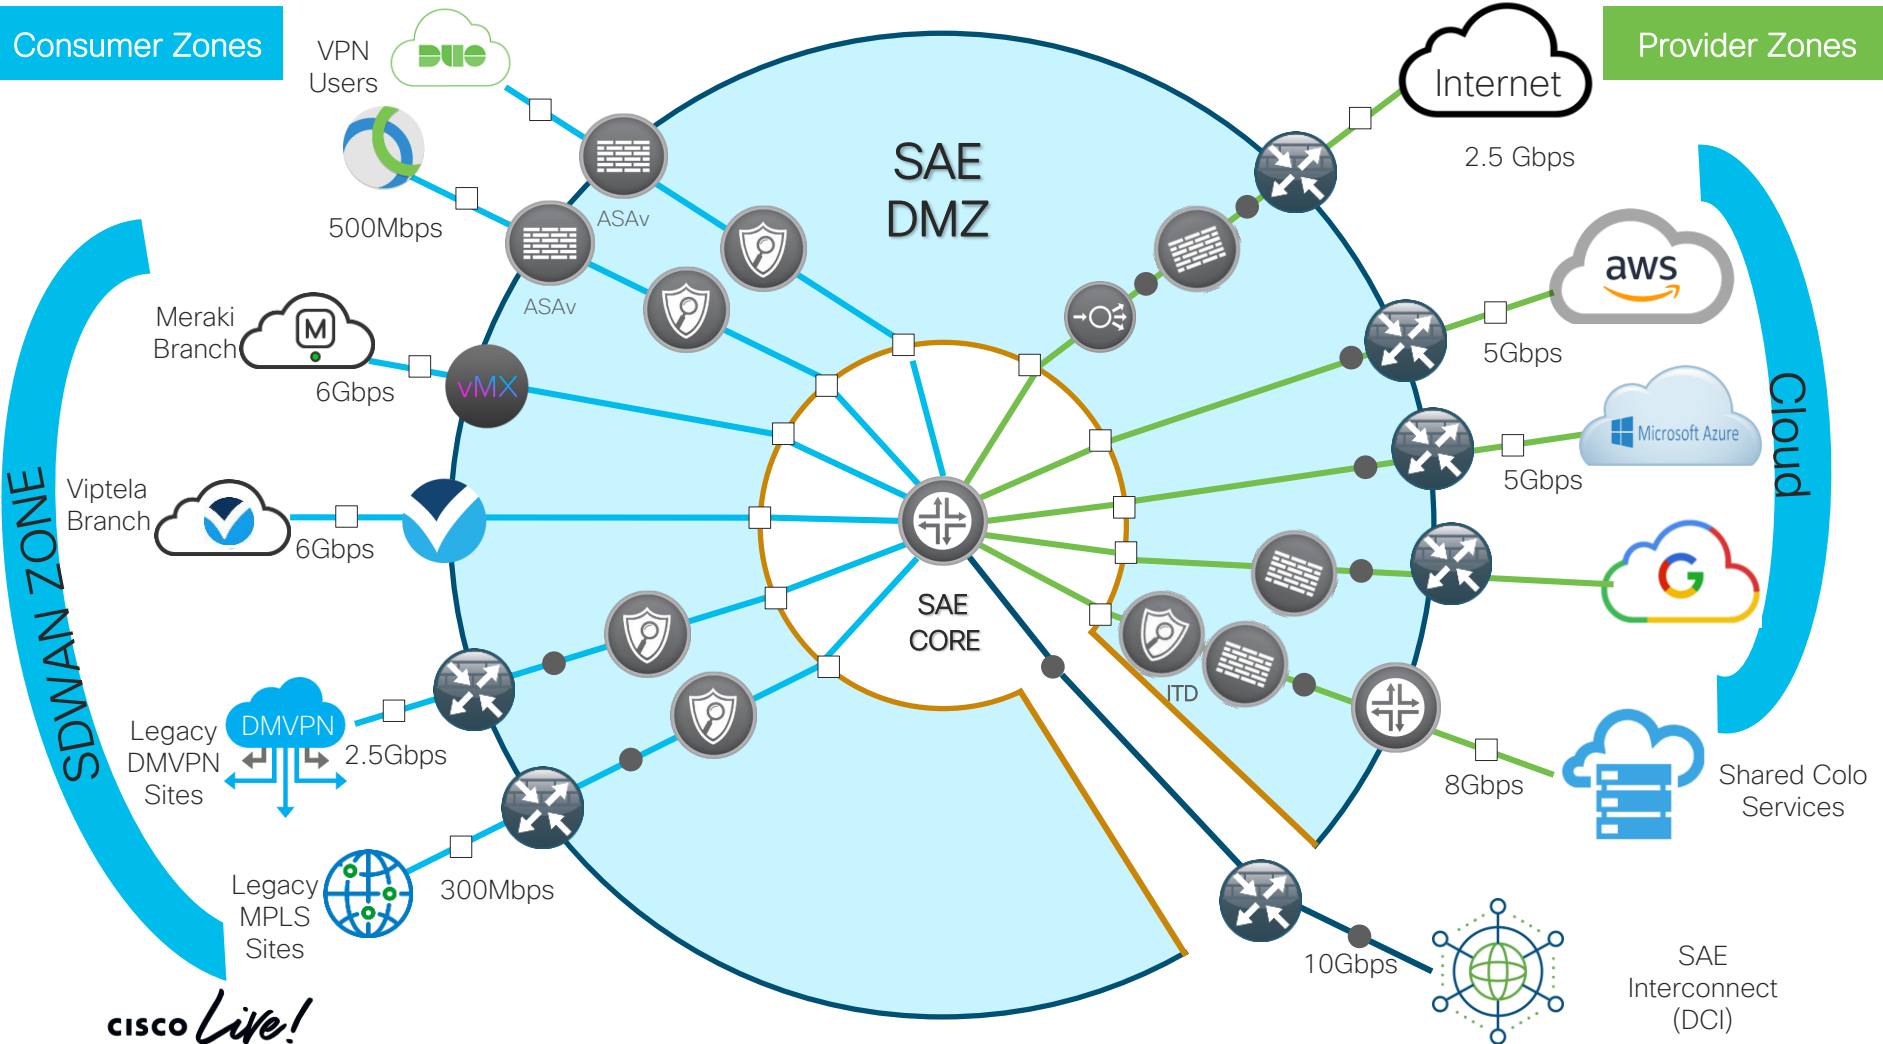 Consumer Zones
VPN
Users
DUO
500Mbps
Meraki
Branch
M
6Gbps
vMX
Viptela
Branch
6Gbps
SDWAN ZONE
Legacy
DMVPN
Sites
DMVPN
2.5Gbps
Legacy
MPLS
Sites
300Mbps
ASAv
ASAv
SAE
DMZ
SAE
CORE
ITD
Provider Zones
Internet
2.5 Gbps
aws
5Gbps
Microsoft Azure
5Gbps
Cloud
G
8Gbps
Shared Colo
Services
10Gbps
SAE
Interconnect
(DCI)
CISCO Live!